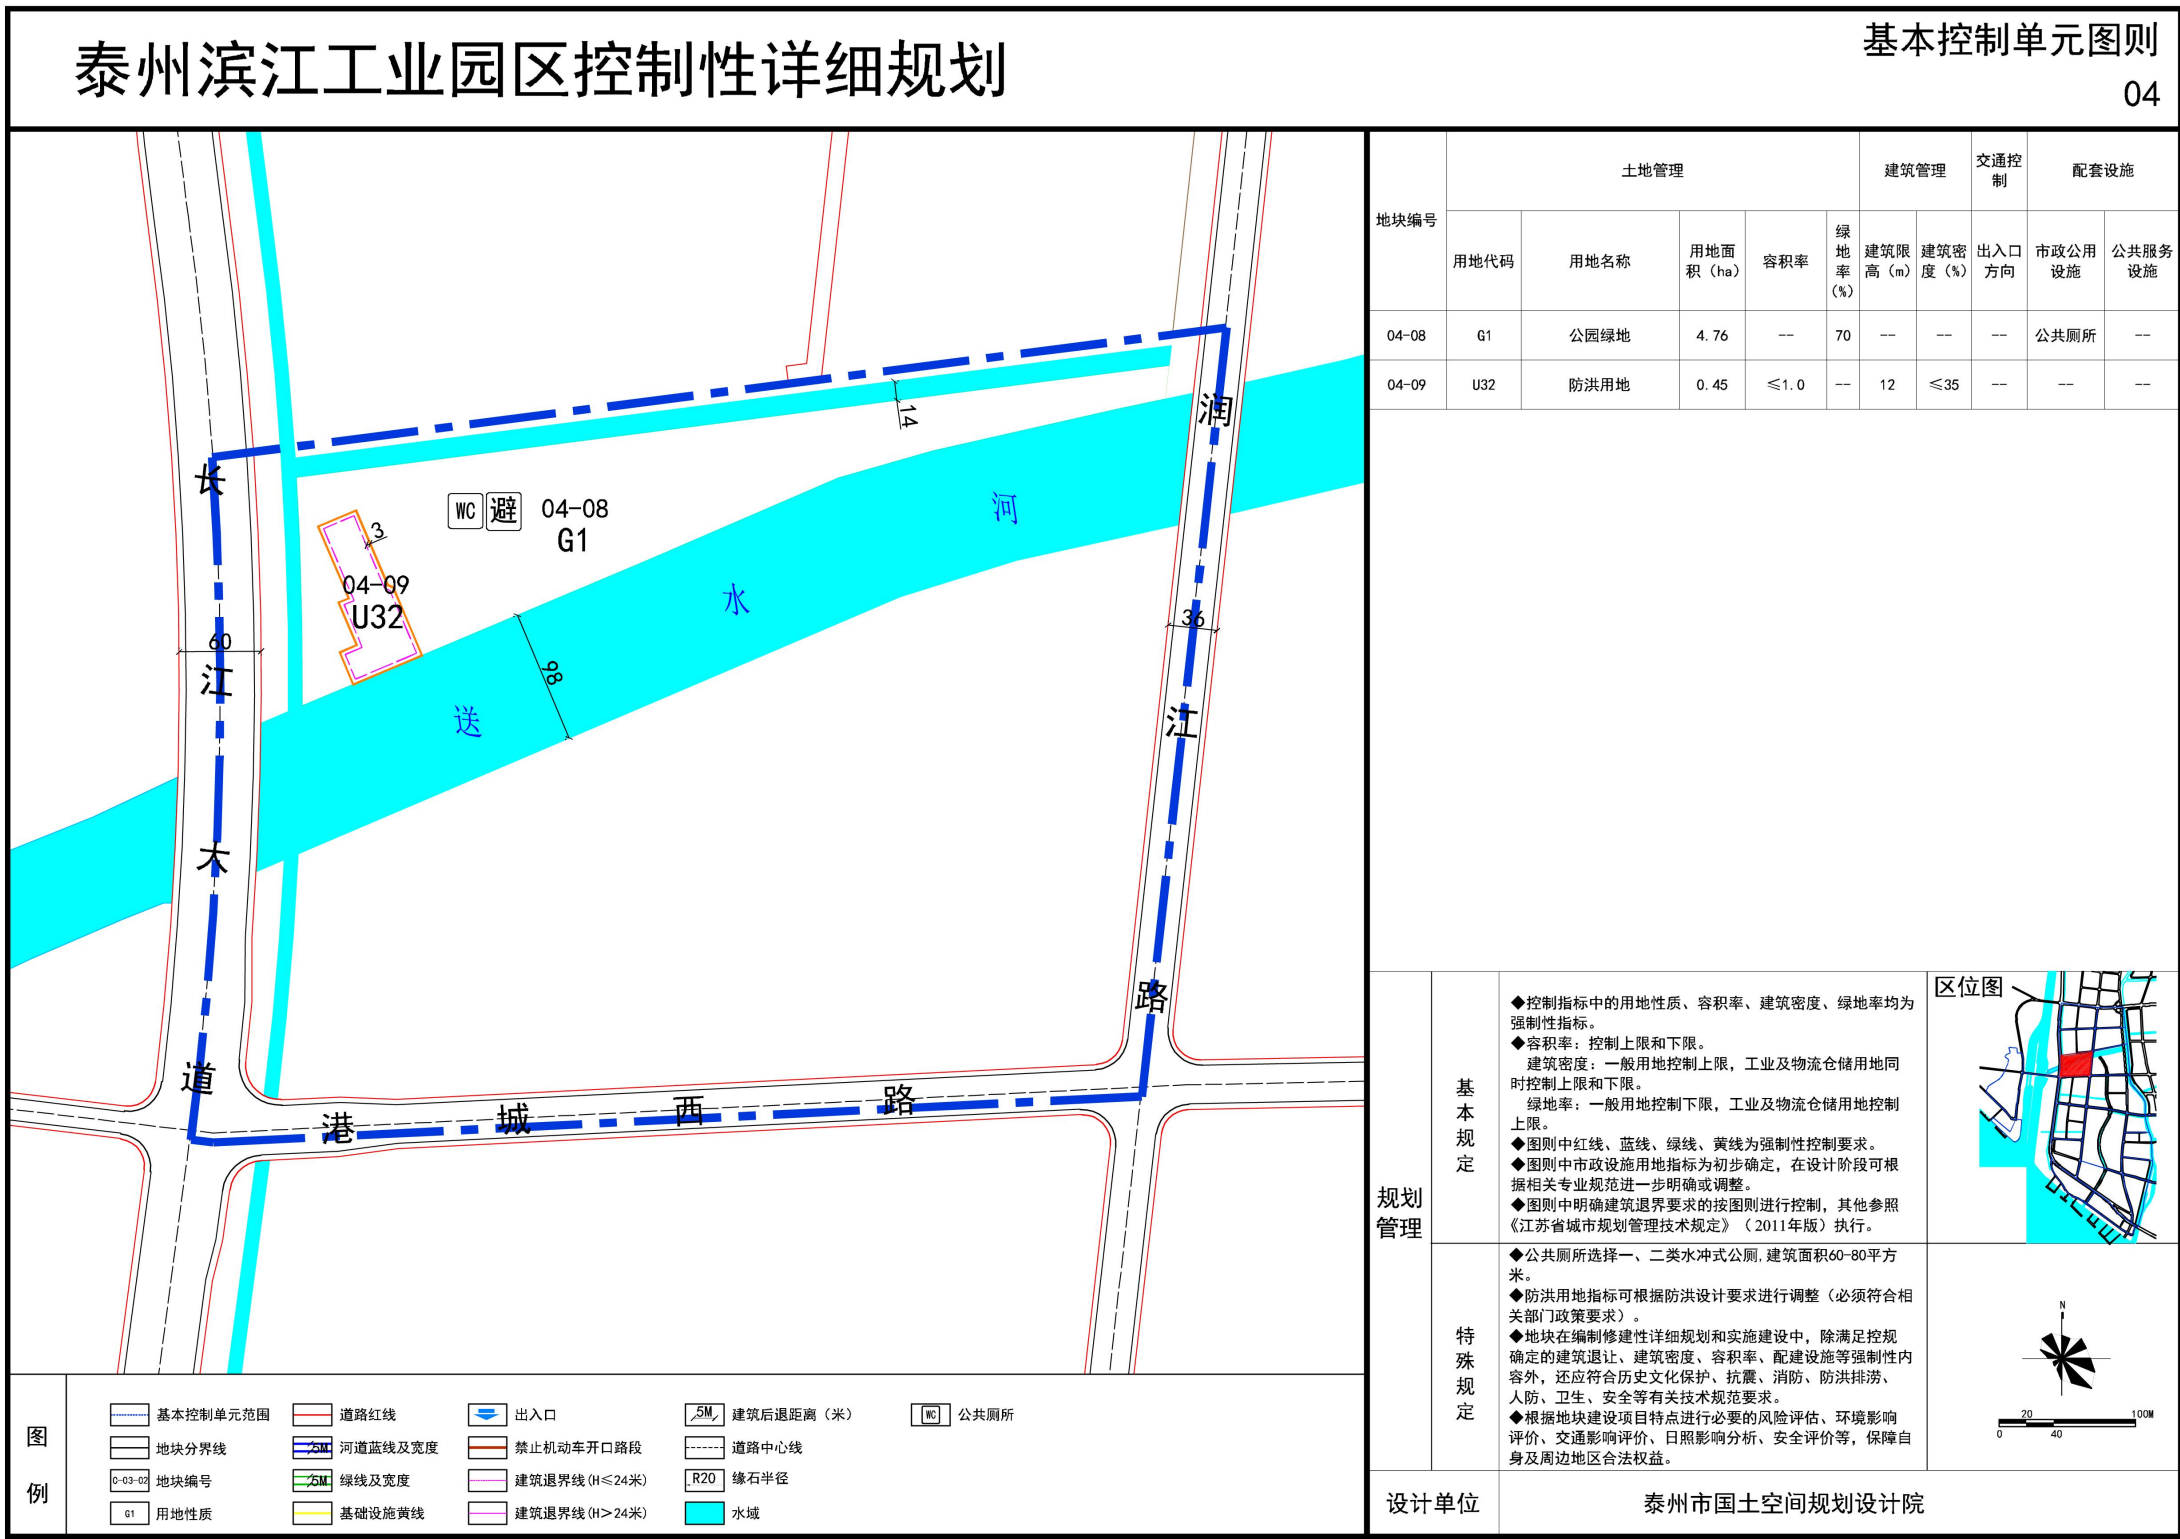 泰州滨江工业园区控制性详细规划
基本控制单元图则
04
长
江
大
道
润
江
路
港 城 西 路
送
水
河
WC 避 04-08
G1
3
04-09
U32
60
14
98
36
地块编号
土地管理
建筑管理
交通控
制
配套设施
用地代码
用地名称
用地面
积（ha）
容积率
绿
地
率
（%）
建筑限
高（m）
建筑密
度（%）
出入口
方向
市政公用
设施
公共服务
设施
04-08 G1 公园绿地 4.76 -- 70 -- -- -- 公共厕所 --
04-09 U32 防洪用地 0.45 ≤1.0 -- 12 ≤35 -- -- --
规划
管理
基
本
规
定
◆控制指标中的用地性质、容积率、建筑密度、绿地率均为
强制性指标。
◆容积率：控制上限和下限。
建筑密度：一般用地控制上限，工业及物流仓储用地同
时控制上限和下限。
绿地率：一般用地控制下限，工业及物流仓储用地控制
上限。
◆图则中红线、蓝线、绿线、黄线为强制性控制要求。
◆图则中市政设施用地指标为初步确定，在设计阶段可根
据相关专业规范进一步明确或调整。
◆图则中明确建筑退界要求的按图则进行控制，其他参照
《江苏省城市规划管理技术规定》（2011年版）执行。
特
殊
规
定
◆公共厕所选择一、二类水冲式公厕,建筑面积60-80平方
米。
◆防洪用地指标可根据防洪设计要求进行调整（必须符合相
关部门政策要求）。
◆地块在编制修建性详细规划和实施建设中，除满足控规
确定的建筑退让、建筑密度、容积率、配建设施等强制性内
容外，还应符合历史文化保护、抗震、消防、防洪排涝、
人防、卫生、安全等有关技术规范要求。
◆根据地块建设项目特点进行必要的风险评估、环境影响
评价、交通影响评价、日照影响分析、安全评价等，保障自
身及周边地区合法权益。
区位图
N
20 100M
0 40
设计单位 泰州市国土空间规划设计院
图
例
基本控制单元范围
地块分界线
C-03-02 地块编号
G1 用地性质
道路红线
5M 河道蓝线及宽度
5M 绿线及宽度
基础设施黄线
出入口
禁止机动车开口路段
建筑退界线(H≤24米)
建筑退界线(H＞24米)
5M 建筑后退距离（米）
道路中心线
R20 缘石半径
水域
WC 公共厕所